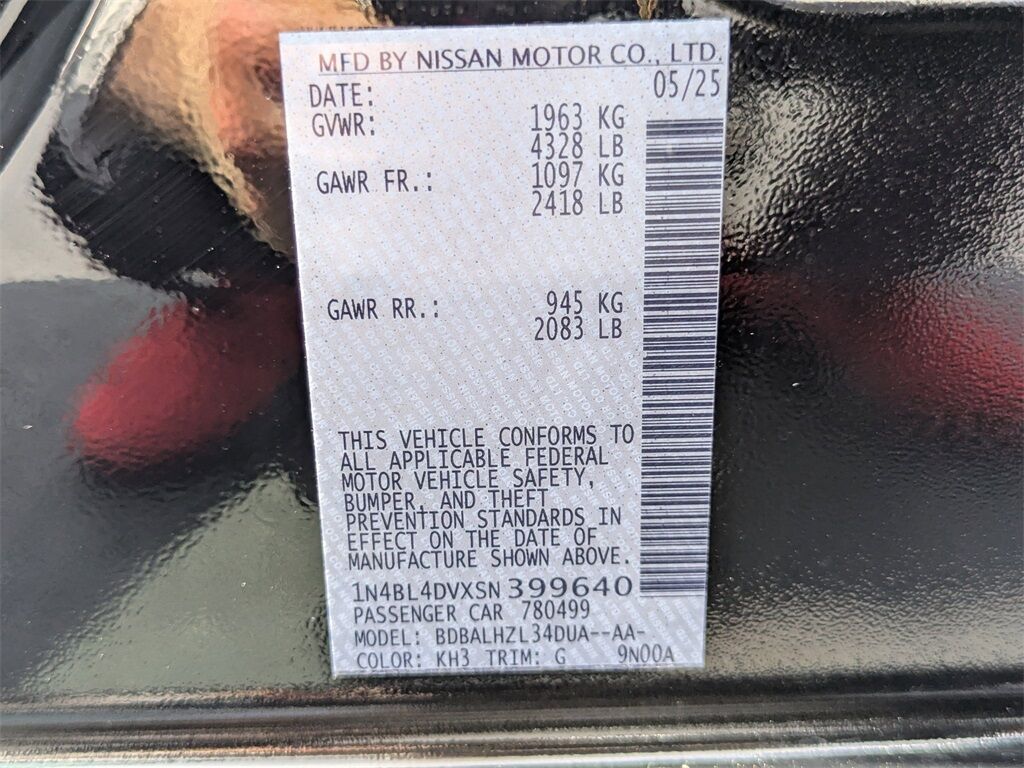 MFD BY NISSAN MOTOR CO., LTD.
DATE: 05/25
GVWR: 1963 KG
4328 LB
GAWR FR.: 1097 KG
2418 LB
GAWR RR.: 945 KG
2083 LB
THIS VEHICLE CONFORMS TO
ALL APPLICABLE FEDERAL
MOTOR VEHICLE SAFETY,
BUMPER, AND THEFT
PREVENTION STANDARDS IN
EFFECT ON THE DATE OF
MANUFACTURE SHOWN ABOVE.
1N4BL4DVXSN399640
PASSENGER CAR 780499
MODEL: BDBALHZL34DUA--AA-
COLOR: KH3 TRIM: G 9N00A